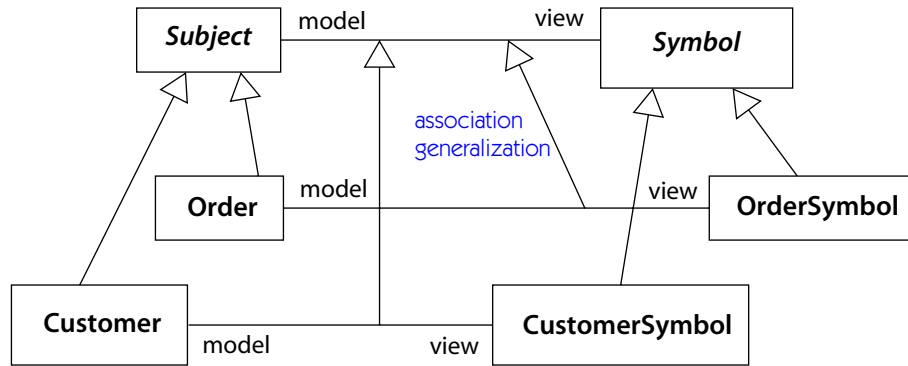 model
view
Subject
Symbol
association
generalization
model
view
Order
OrderSymbol
Customer
CustomerSymbol
model
view